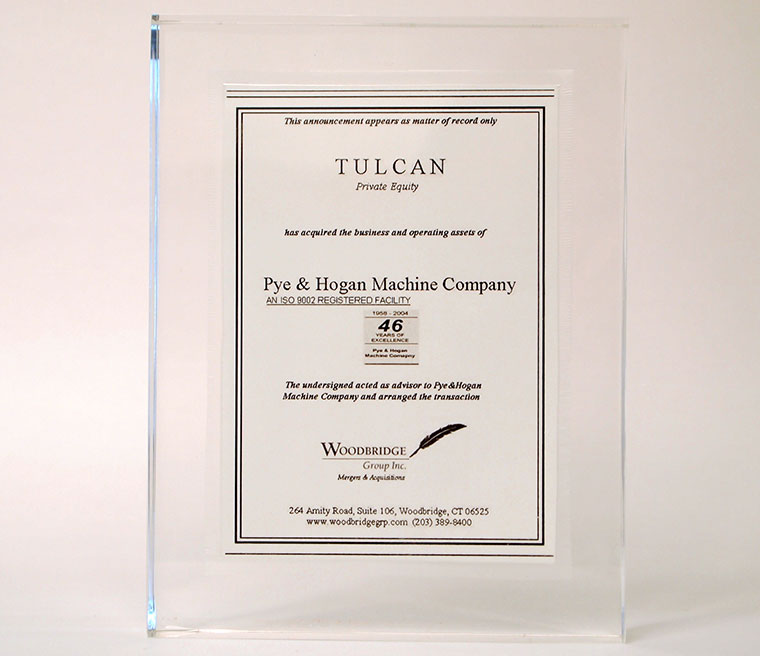 This announcement appears as matter of record only
TULCAN
Private Equity
has acquired the business and operating assets of
Pye & Hogan Machine Company
AN ISO 9002 REGISTERED FACILITY
1958 - 2004
46
YEARS OF
EXCELLENCE
Pye & Hogan
Machine Comapny
The undersigned acted as advisor to Pye&Hogan
Machine Company and arranged the transaction
WOODBRIDGE
Group Inc.
Mergers & Acquisitions
264 Amity Road, Suite 106, Woodbridge, CT 06525
www.woodbridgegrp.com (203) 389-8400